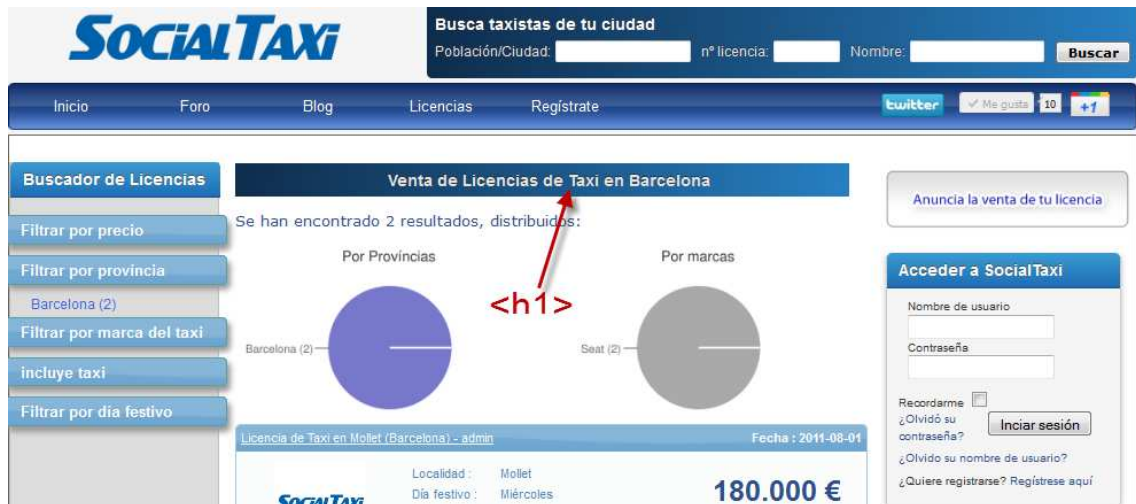 SOCIALTAXI
Busca taxistas de tu ciudad
Población/Ciudad: nº licencia: Nombre: Buscar
Inicio Foro Blog Licencias Regístrate twitter Me gusta 10 +1
Buscador de Licencias
Filtrar por precio
Filtrar por provincia
Barcelona (2)
Filtrar por marca del taxi
incluye taxi
Filtrar por día festivo
Venta de Licencias de Taxi en Barcelona
Se han encontrado 2 resultados, distribuidos:
Por Províncias
Barcelona (2)
Por marcas
Seat (2)
<h1>
Licencia de Taxi en Mollet (Barcelona) - admin Fecha : 2011-08-01
SOCIALTAXI
Localidad : Mollet
Día festivo : Miércoles
180.000 €
Anuncia la venta de tu licencia
Acceder a SocialTaxi
Nombre de usuario
Contraseña
Recordarme
¿Olvidó su
contraseña?
Inciar sesión
¿Olvido su nombre de usuario?
¿Quiere registrarse? Regístrese aquí